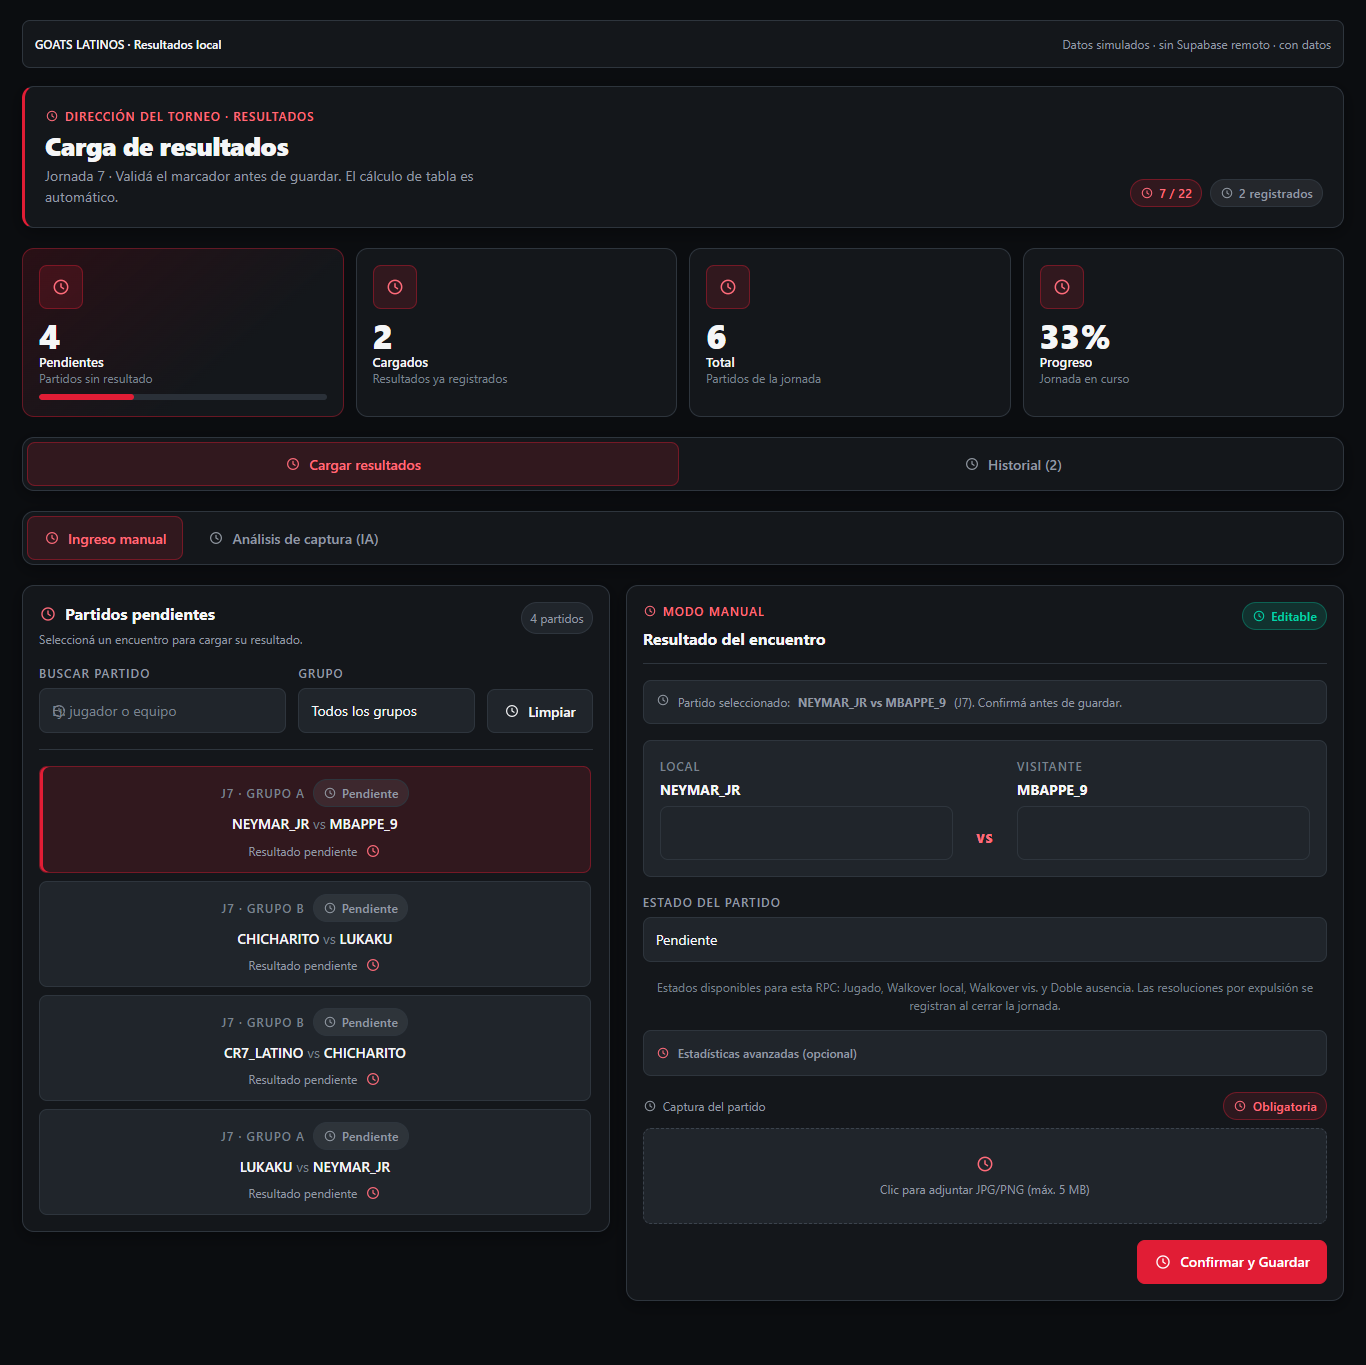 GOATS LATINOS · Resultados local
Datos simulados · sin Supabase remoto · con datos
DIRECCIÓN DEL TORNEO · RESULTADOS
Carga de resultados
Jornada 7 · Validá el marcador antes de guardar. El cálculo de tabla es
automático.
7 / 22
2 registrados
4
Pendientes
Partidos sin resultado
2
Cargados
Resultados ya registrados
6
Total
Partidos de la jornada
33%
Progreso
Jornada en curso
Cargar resultados
Historial (2)
Ingreso manual
Análisis de captura (IA)
Partidos pendientes
4 partidos
Seleccioná un encuentro para cargar su resultado.
BUSCAR PARTIDO
GRUPO
jugador o equipo
Todos los grupos
Limpiar
J7 · GRUPO A
Pendiente
NEYMAR_JR vs MBAPPE_9
Resultado pendiente
J7 · GRUPO B
Pendiente
CHICHARITO vs LUKAKU
Resultado pendiente
J7 · GRUPO B
Pendiente
CR7_LATINO vs CHICHARITO
Resultado pendiente
J7 · GRUPO A
Pendiente
LUKAKU vs NEYMAR_JR
Resultado pendiente
MODO MANUAL
Editable
Resultado del encuentro
Partido seleccionado: NEYMAR_JR vs MBAPPE_9 (J7). Confirmá antes de guardar.
LOCAL
VISITANTE
NEYMAR_JR
MBAPPE_9
vs
ESTADO DEL PARTIDO
Pendiente
Estados disponibles para esta RPC: Jugado, Walkover local, Walkover vis. y Doble ausencia. Las resoluciones por expulsión se
registran al cerrar la jornada.
Estadísticas avanzadas (opcional)
Captura del partido
Obligatoria
Clic para adjuntar JPG/PNG (máx. 5 MB)
Confirmar y Guardar